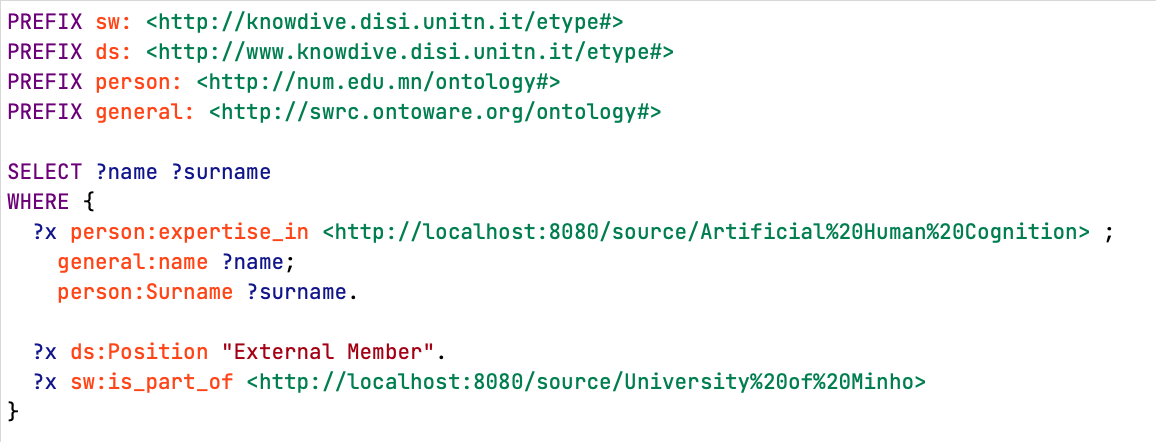 PREFIX sw: <http://knowdive.disi.unitn.it/etype#>
PREFIX ds: <http://www.knowdive.disi.unitn.it/etype#>
PREFIX person: <http://num.edu.mn/ontology#>
PREFIX general: <http://swrc.ontoware.org/ontology#>

SELECT ?name ?surname
WHERE {
  ?x person:expertise_in <http://localhost:8080/source/Artificial%20Human%20Cognition> ;
    general:name ?name;
    person:Surname ?surname.

  ?x ds:Position "External Member".
  ?x sw:is_part_of <http://localhost:8080/source/University%20of%20Minho>
}